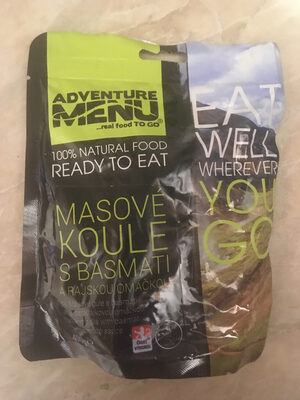 ADVENTURE
MENU
...real food TO GO
100% NATURAL FOOD
READY TO EAT
MASOVÉ
KOULE
S BASMATI
A RAJSKOU OMÁČKOU
EAT
WELL
WHEREVER
YOU
GO